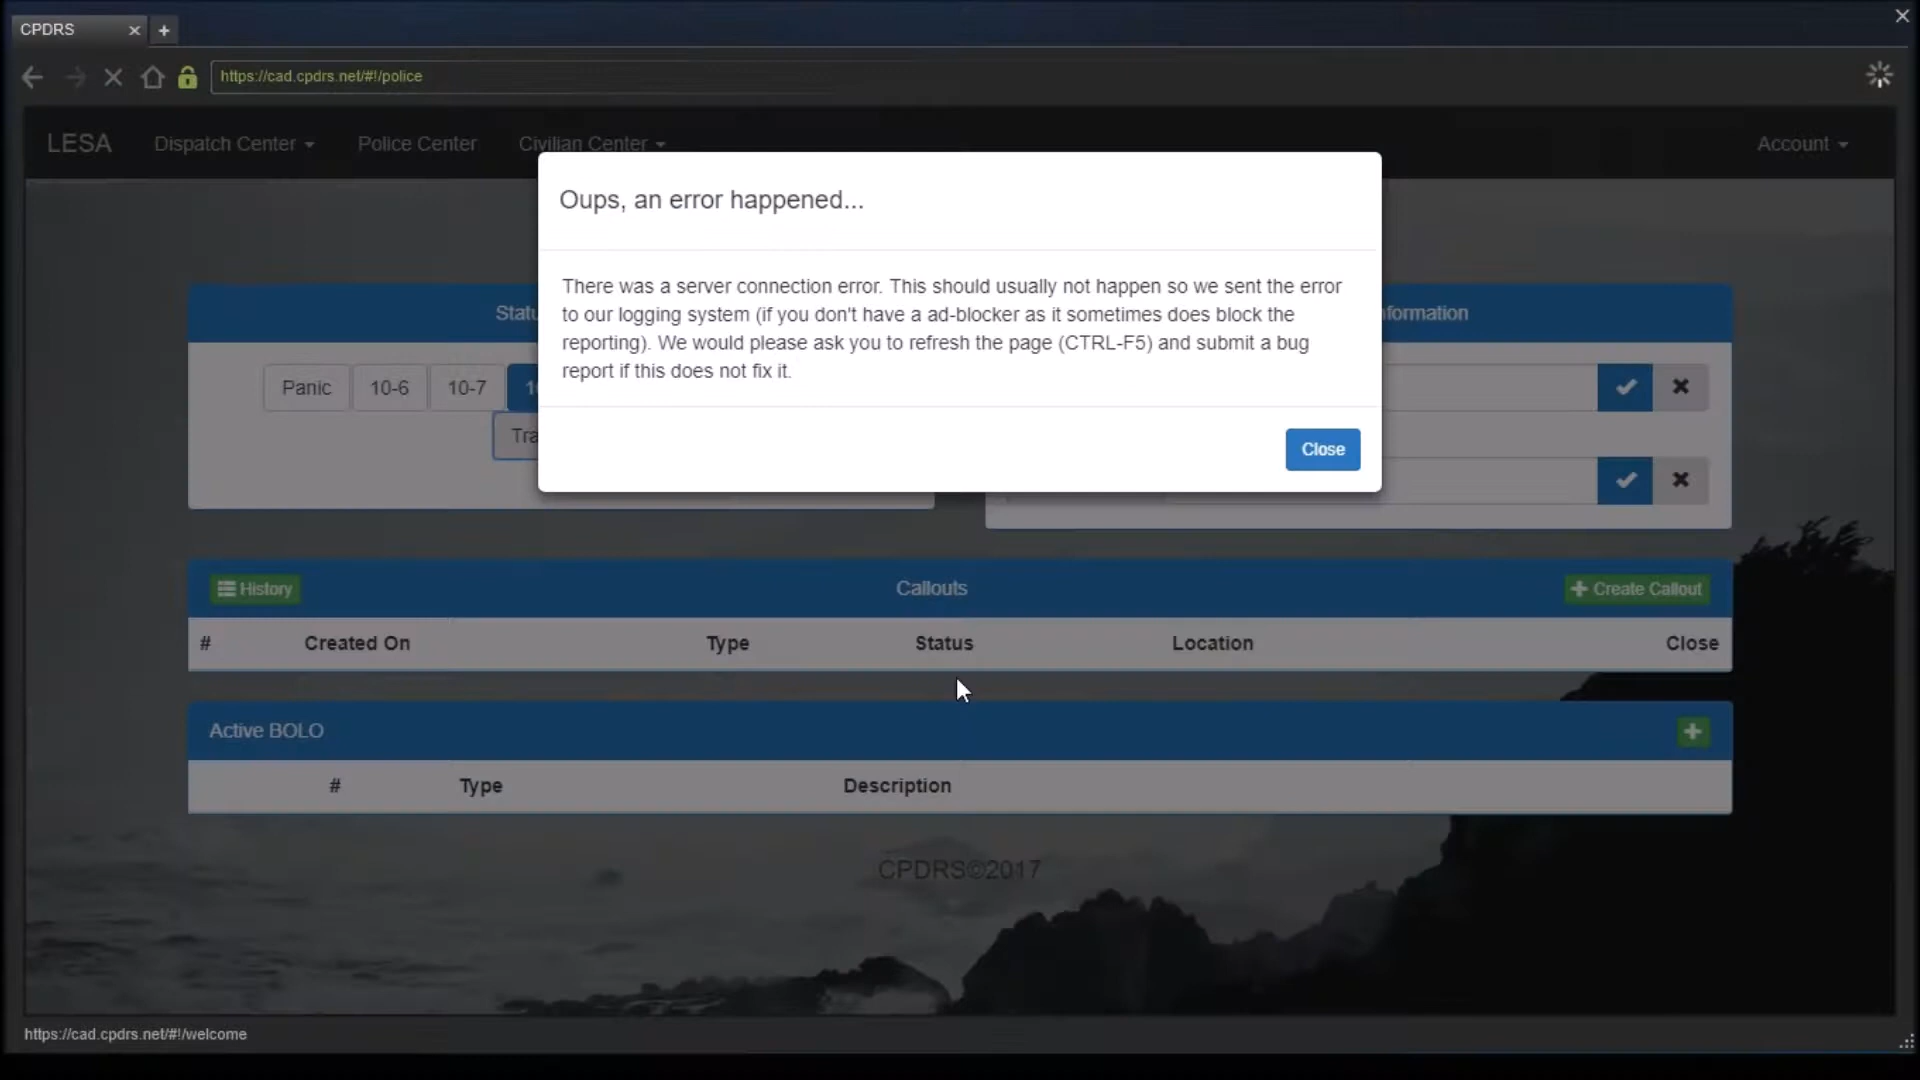 CPDRS
https://cad.cpdrs.net/#!/police
LESA Dispatch Center Police Center Civilian Center Account
Oups, an error happened...
There was a server connection error. This should usually not happen so we sent the error
to our logging system (if you don't have a ad-blocker as it sometimes does block the
reporting). We would please ask you to refresh the page (CTRL-F5) and submit a bug
report if this does not fix it.
Close
Panic 10-6 10-7
History Callouts Create Callout
# Created On Type Status Location Close
Active BOLO
# Type Description
CPDRS©2017
https://cad.cpdrs.net/#!/welcome